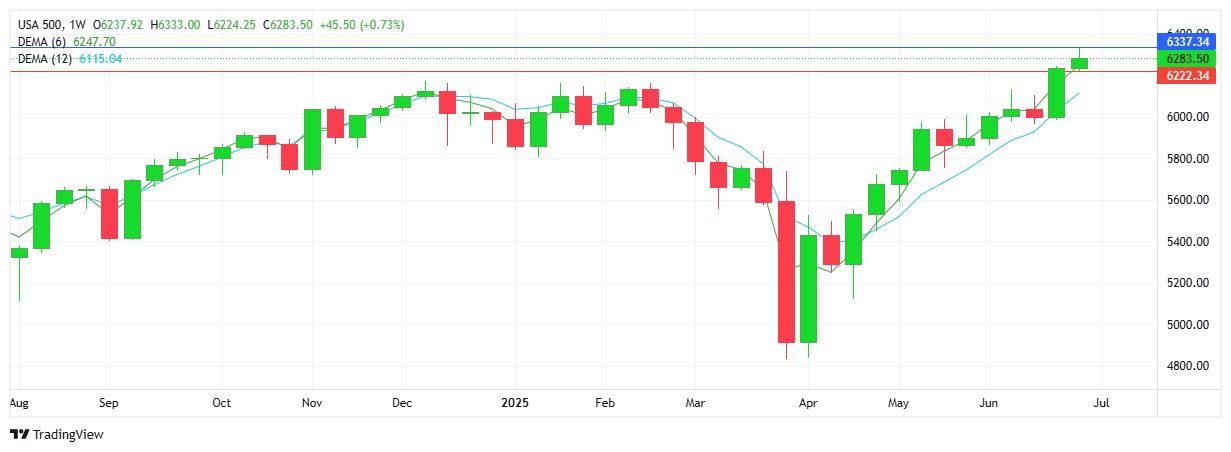 USA 500, 1W O6237.92 H6333.00 L6224.25 C6283.50 +45.50 (+0.73%)
DEMA (6) 6247.70
DEMA (12) 6115.04
6400.00
6337.34
6283.50
6222.34
6000.00
5800.00
5600.00
5400.00
5200.00
5000.00
4800.00
Aug Sep Oct Nov Dec 2025 Feb Mar Apr May Jun Jul
TradingView